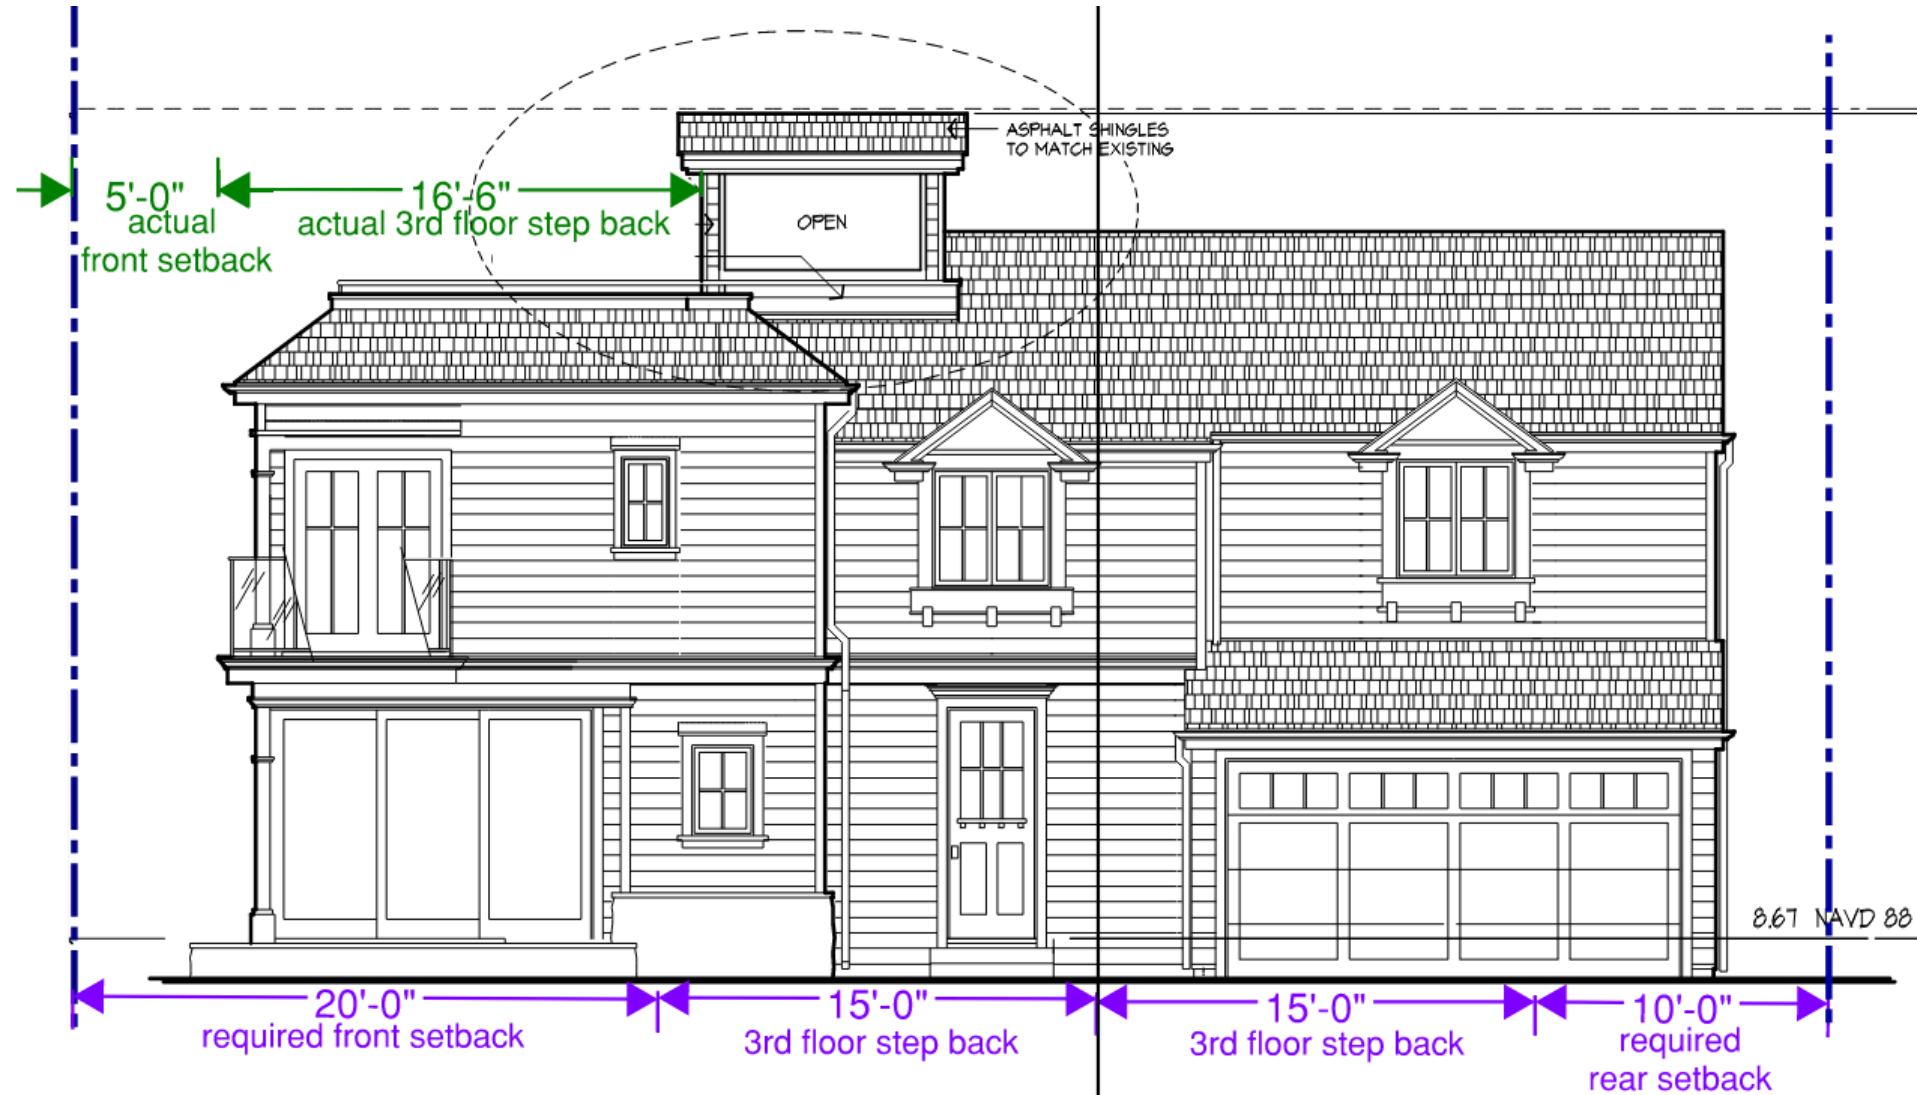 ASPHALT SHINGLES
TO MATCH EXISTING
5'-0"
actual
front setback
16'-6"
actual 3rd floor step back
OPEN
8.67 NAVD 88
20'-0"
required front setback
15'-0"
3rd floor step back
15'-0"
3rd floor step back
10'-0"
required
rear setback